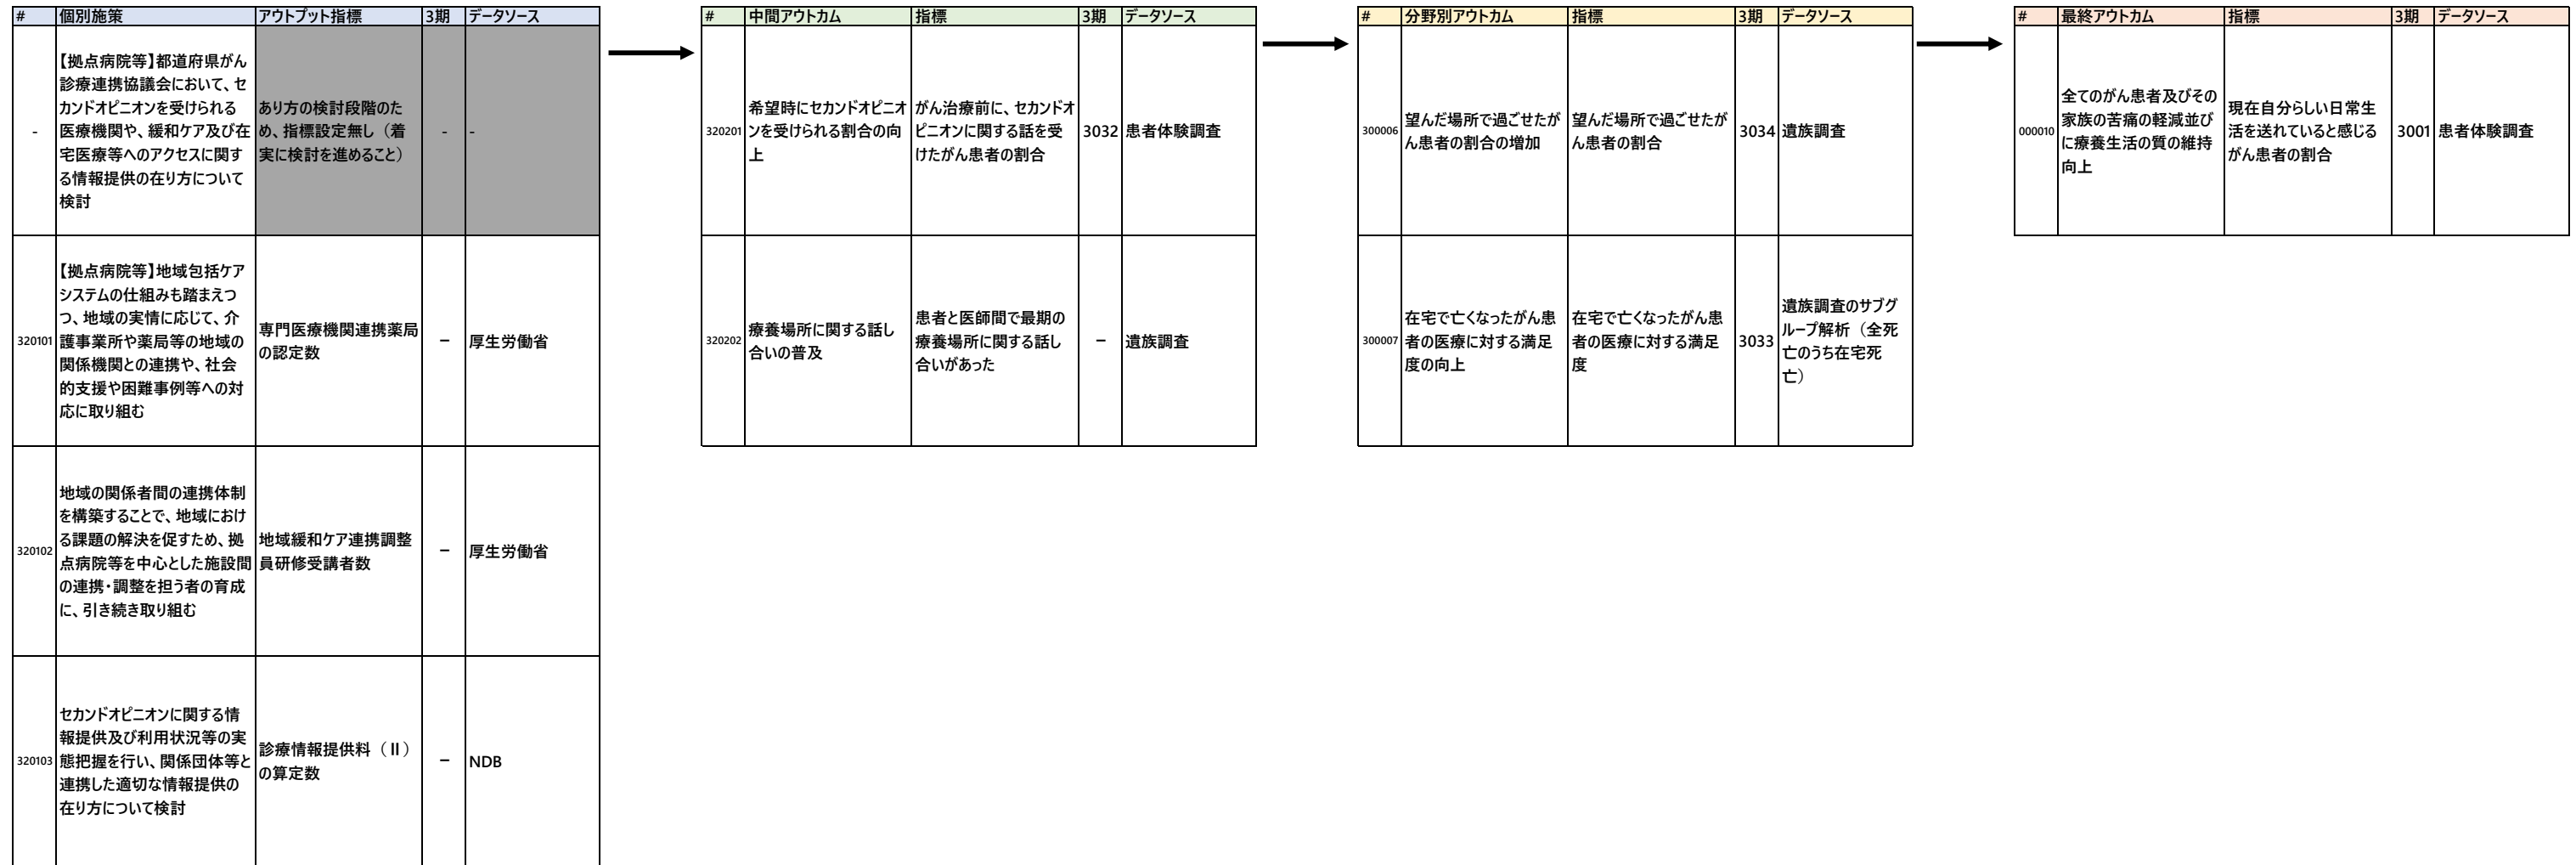 #
個別施策
アウトプット指標
3期
データソース
-
【拠点病院等】都道府県がん
診療連携協議会において、セ
カンドオピニオンを受けられる
医療機関や、緩和ケア及び在
宅医療等へのアクセスに関す
る情報提供の在り方について
検討
あり方の検討段階のた
め、指標設定無し（着
実に検討を進めること）
-
-
320101
【拠点病院等】地域包括ケア
システムの仕組みも踏まえつ
つ、地域の実情に応じて、介
護事業所や薬局等の地域の
関係機関との連携や、社会
的支援や困難事例等への対
応に取り組む
専門医療機関連携薬局
の認定数
－
厚生労働省
320102
地域の関係者間の連携体制
を構築することで、地域におけ
る課題の解決を促すため、拠
点病院等を中心とした施設間
の連携・調整を担う者の育成
に、引き続き取り組む
地域緩和ケア連携調整
員研修受講者数
－
厚生労働省
320103
セカンドオピニオンに関する情
報提供及び利用状況等の実
態把握を行い、関係団体等と
連携した適切な情報提供の
在り方について検討
診療情報提供料（Ⅱ）
の算定数
－
NDB
#
中間アウトカム
指標
3期
データソース
320201
希望時にセカンドオピニオ
ンを受けられる割合の向
上
がん治療前に、セカンドオ
ピニオンに関する話を受
けたがん患者の割合
3032
患者体験調査
320202
療養場所に関する話し
合いの普及
患者と医師間で最期の
療養場所に関する話し
合いがあった
－
遺族調査
#
分野別アウトカム
指標
3期
データソース
300006
望んだ場所で過ごせたが
ん患者の割合の増加
望んだ場所で過ごせたが
ん患者の割合
3034
遺族調査
300007
在宅で亡くなったがん患
者の医療に対する満足
度の向上
在宅で亡くなったがん患
者の医療に対する満足
度
3033
遺族調査のサブグ
ループ解析（全死
亡のうち在宅死
亡）
#
最終アウトカム
指標
3期
データソース
000010
全てのがん患者及びその
家族の苦痛の軽減並び
に療養生活の質の維持
向上
現在自分らしい日常生
活を送れていると感じる
がん患者の割合
3001
患者体験調査